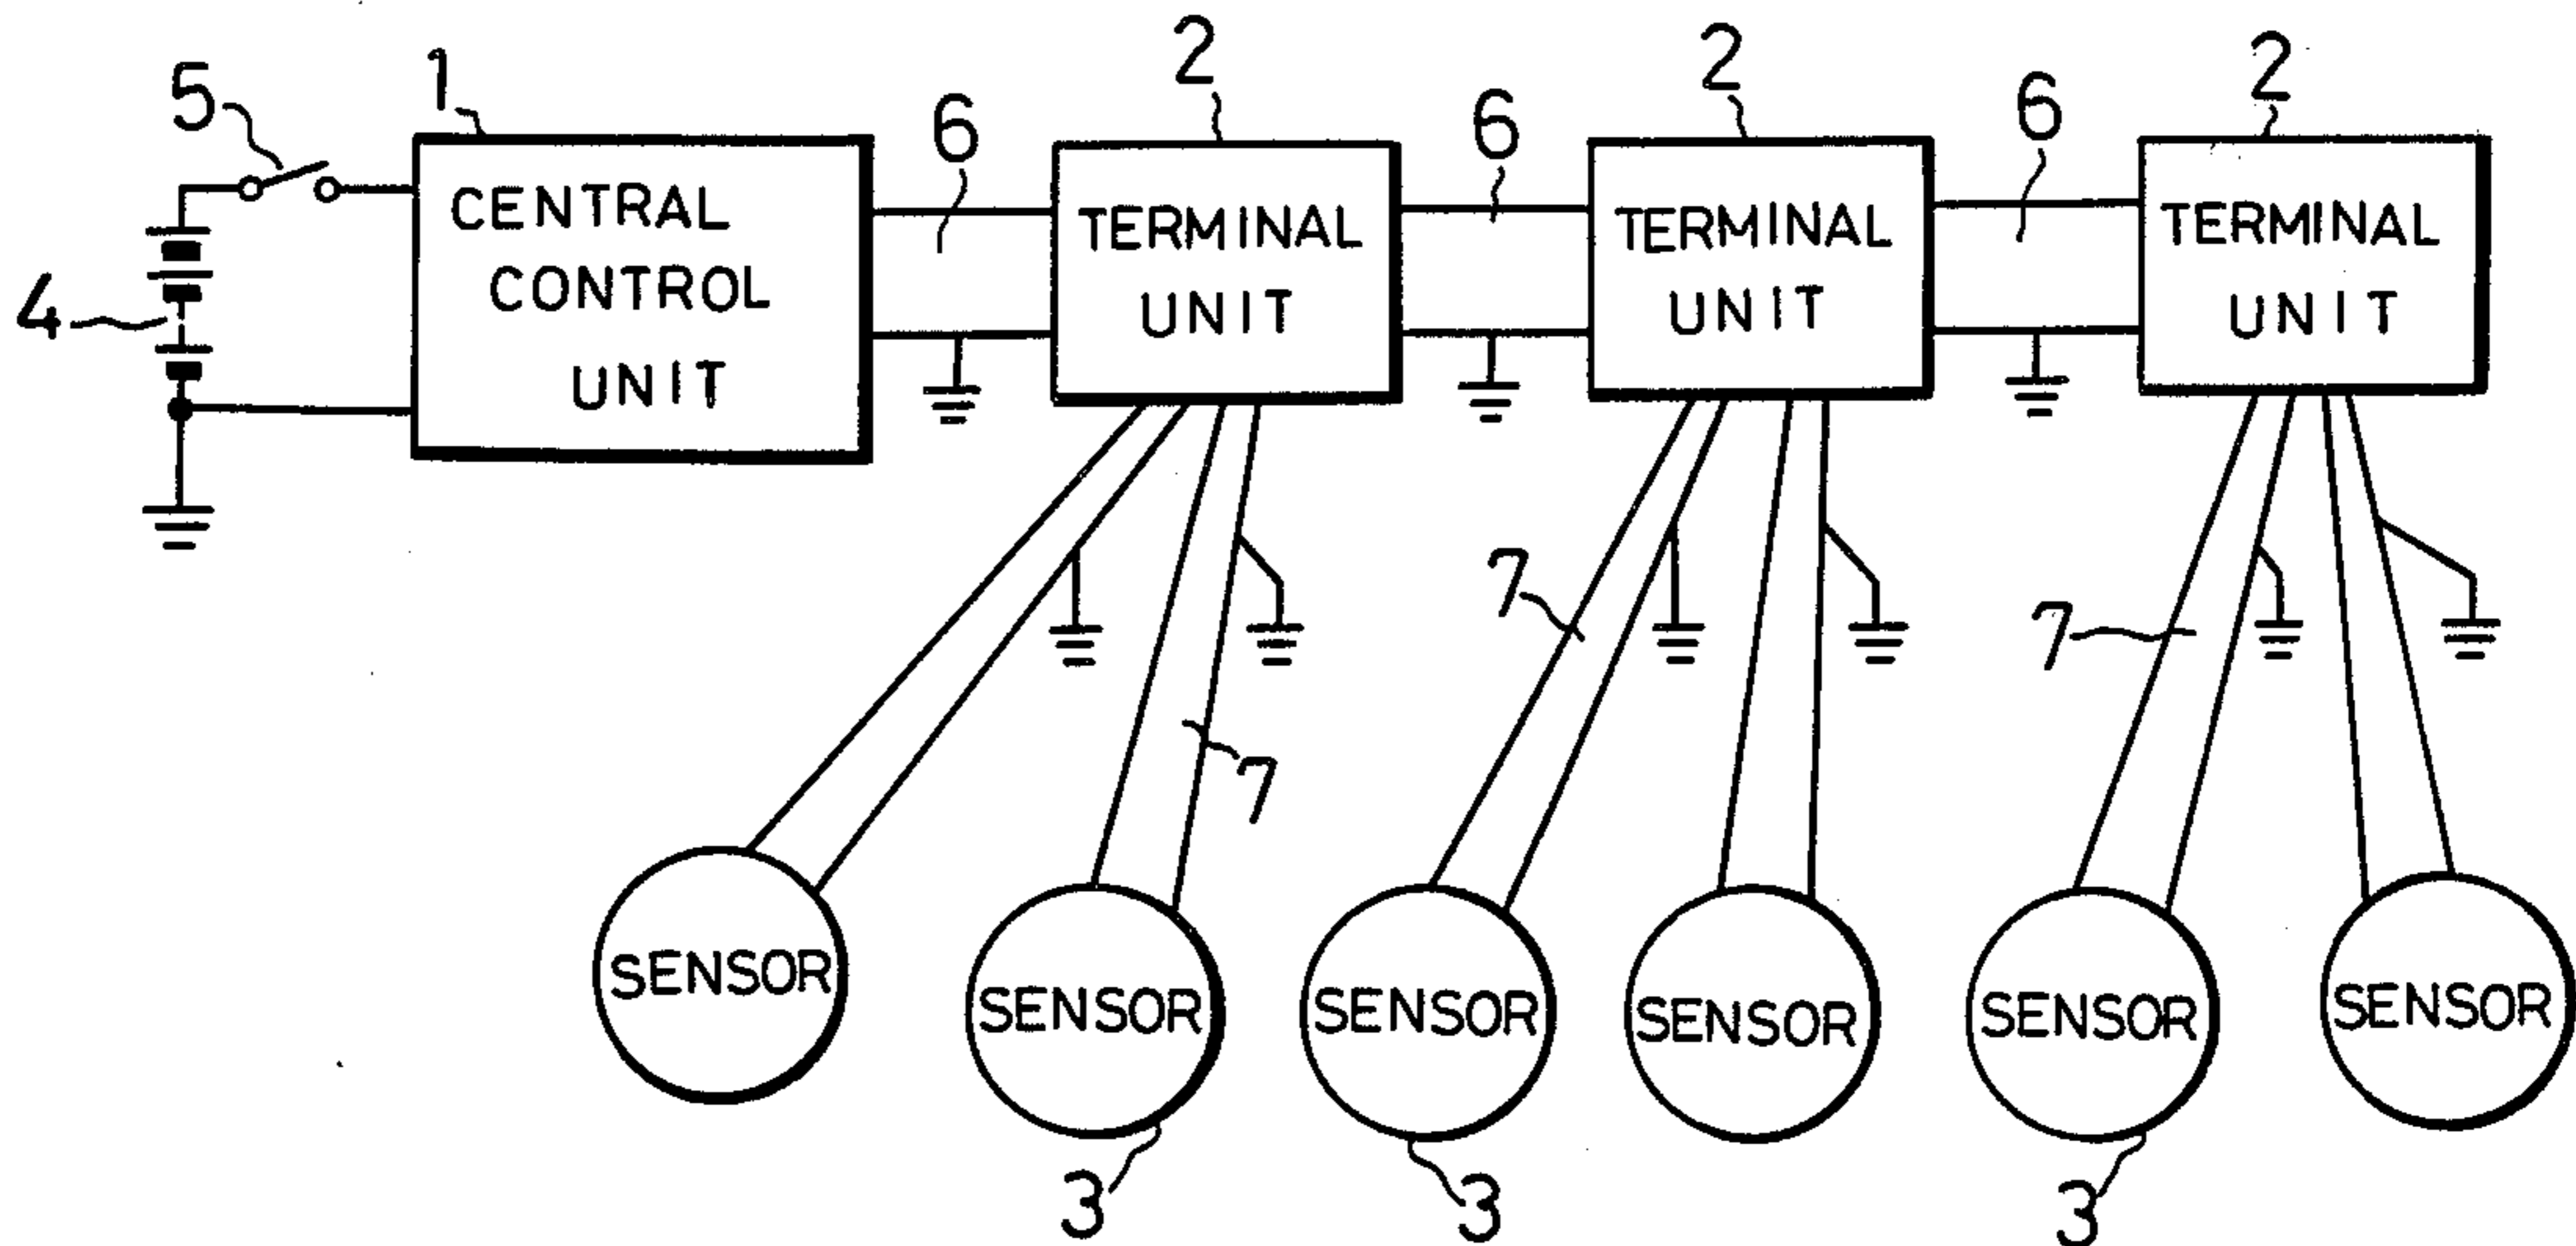 5
1
2
2
2
6
6
6
4
CENTRAL
CONTROL
UNIT
TERMINAL
UNIT
TERMINAL
UNIT
TERMINAL
UNIT
7
7
7
SENSOR
SENSOR
SENSOR
SENSOR
SENSOR
SENSOR
3
3
3